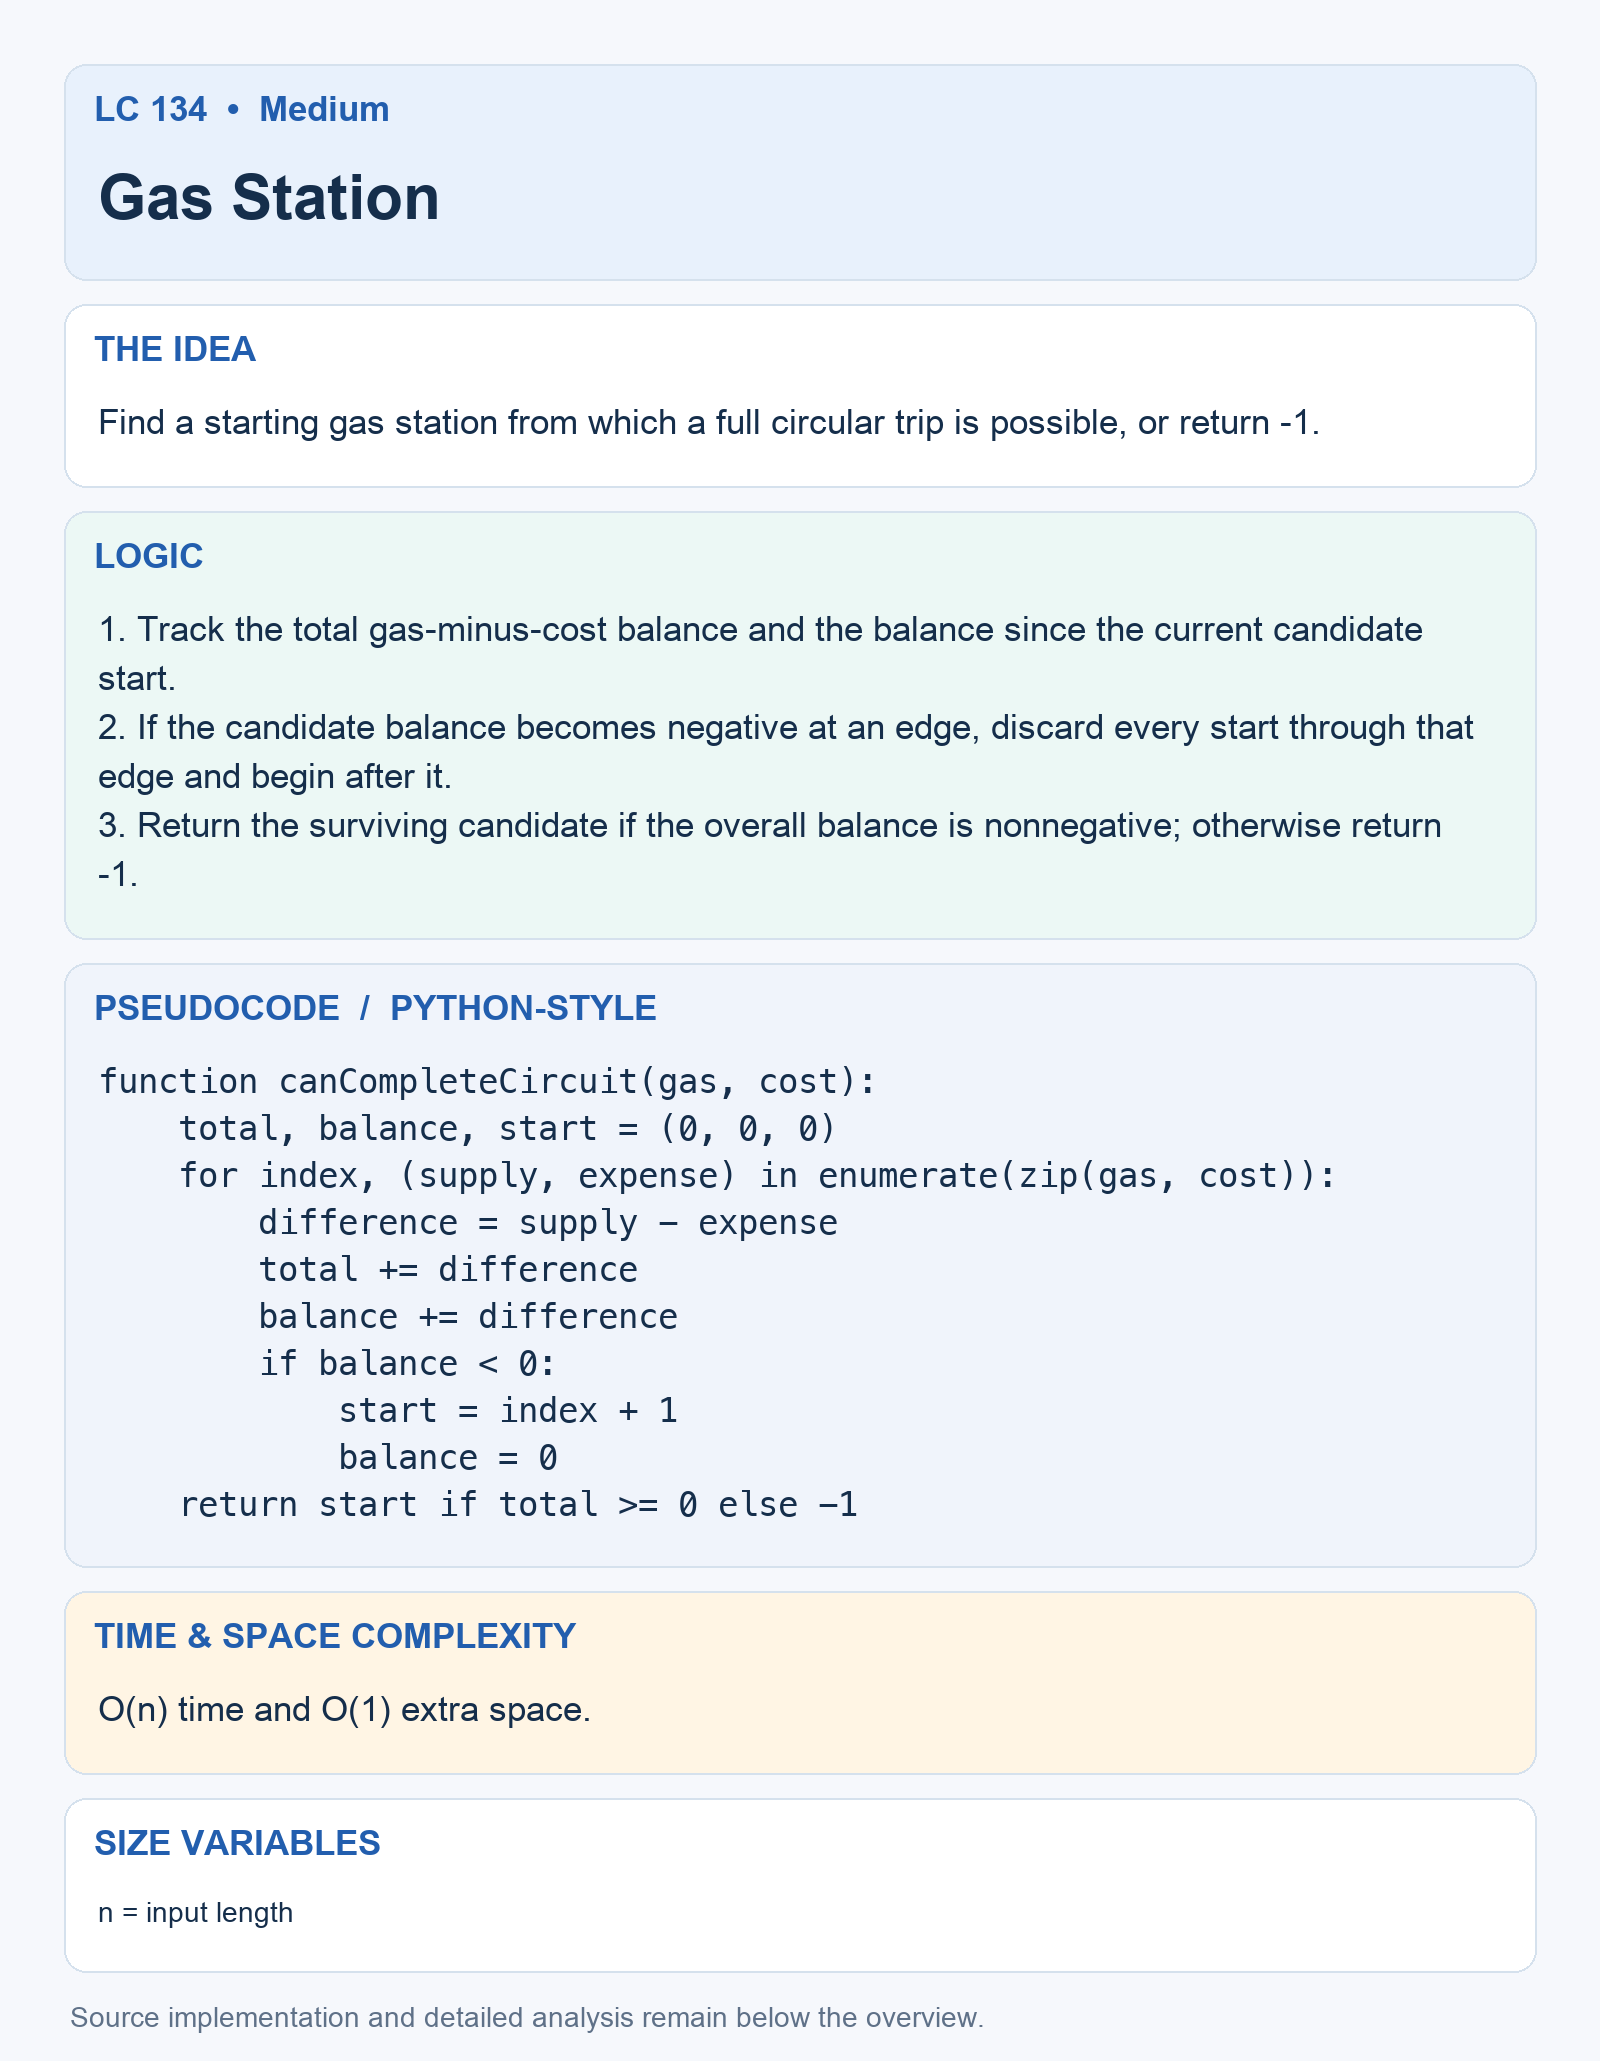 LC 134 • Medium
Gas Station
THE IDEA
Find a starting gas station from which a full circular trip is possible, or return -1.
LOGIC
1. Track the total gas-minus-cost balance and the balance since the current candidate
start.
2. If the candidate balance becomes negative at an edge, discard every start through that
edge and begin after it.
3. Return the surviving candidate if the overall balance is nonnegative; otherwise return
-1.
PSEUDOCODE / PYTHON-STYLE
function canCompleteCircuit(gas, cost):
    total, balance, start = (0, 0, 0)
    for index, (supply, expense) in enumerate(zip(gas, cost)):
        difference = supply − expense
        total += difference
        balance += difference
        if balance < 0:
            start = index + 1
            balance = 0
    return start if total >= 0 else −1
TIME & SPACE COMPLEXITY
O(n) time and O(1) extra space.
SIZE VARIABLES
n = input length
Source implementation and detailed analysis remain below the overview.